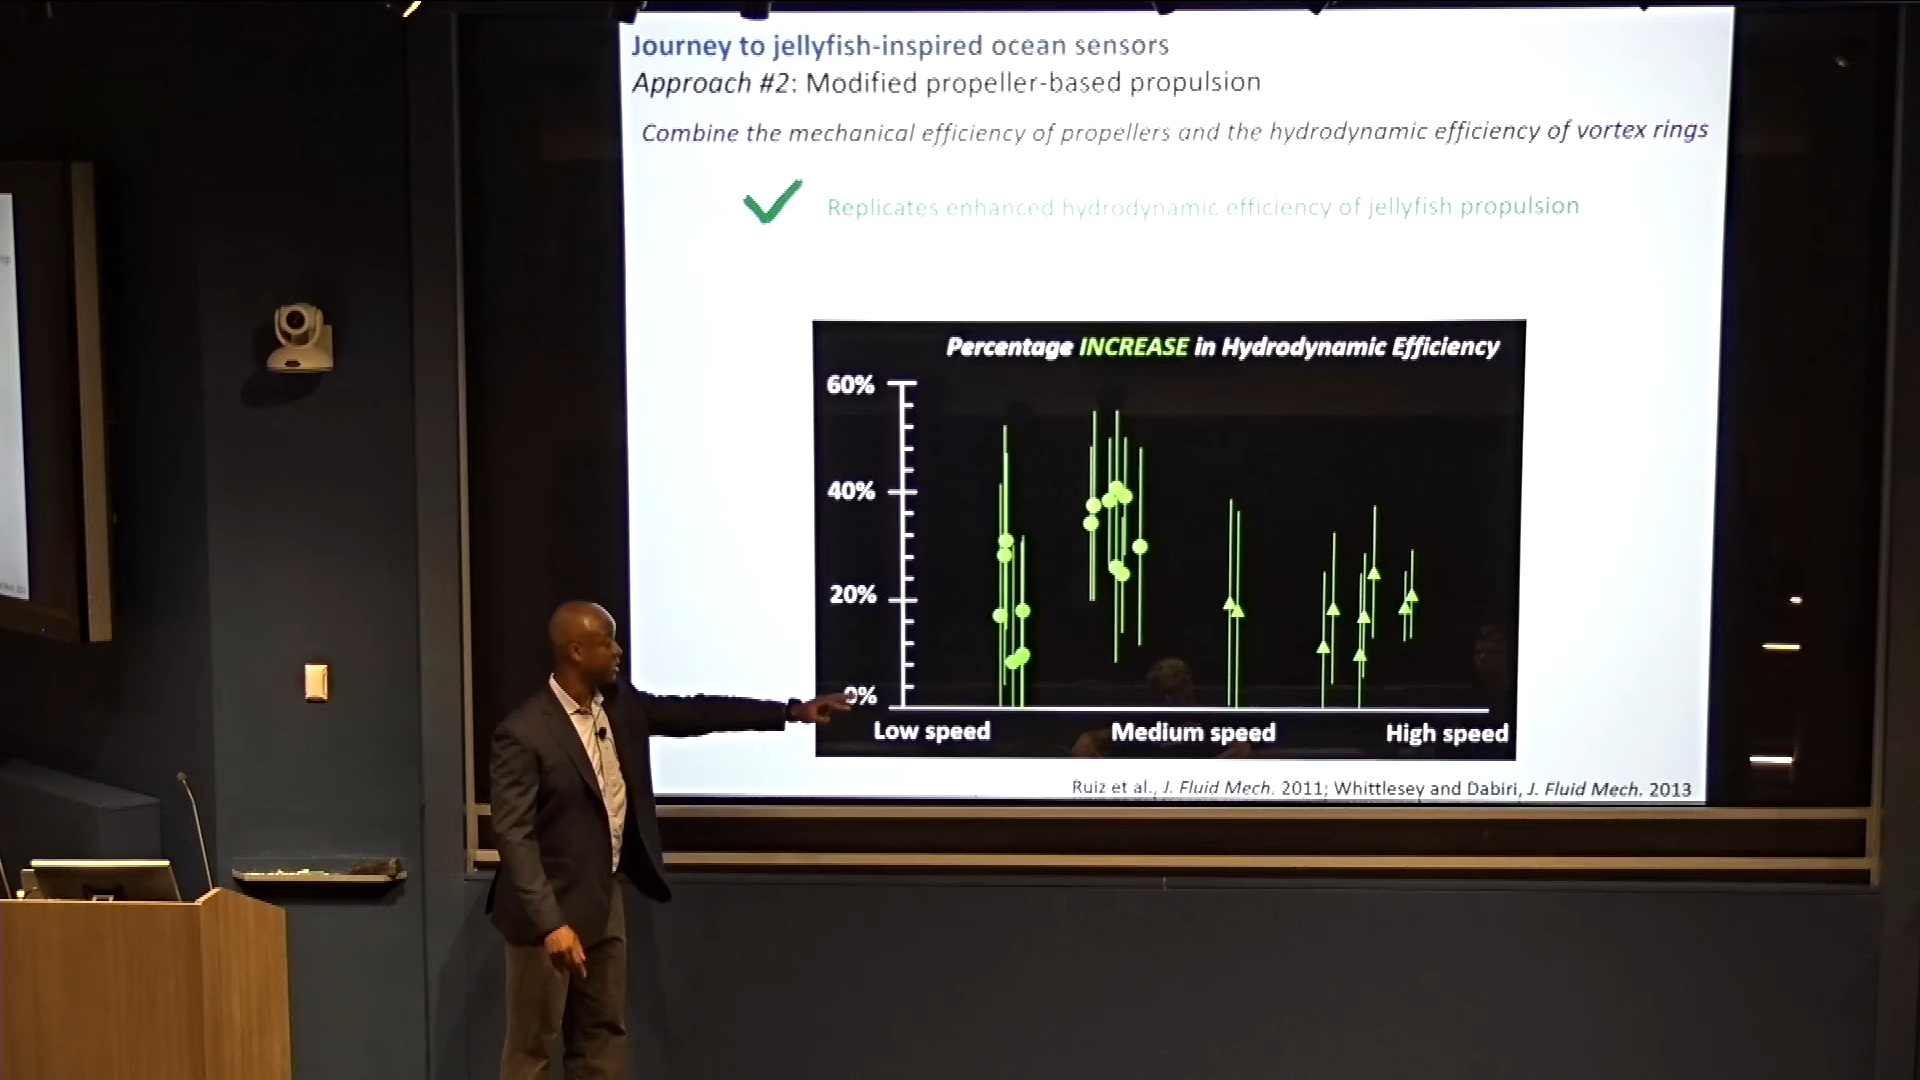 Journey to jellyfish-inspired ocean sensors
Approach #2: Modified propeller-based propulsion
Combine the mechanical efficiency of propellers and the hydrodynamic efficiency of vortex rings
Replicates enhanced hydrodynamic efficiency of jellyfish propulsion
Percentage INCREASE in Hydrodynamic Efficiency
60%
40%
20%
0%
Low speed Medium speed High speed
Ruiz et al., J. Fluid Mech. 2011; Whittlesey and Dabiri, J. Fluid Mech. 2013